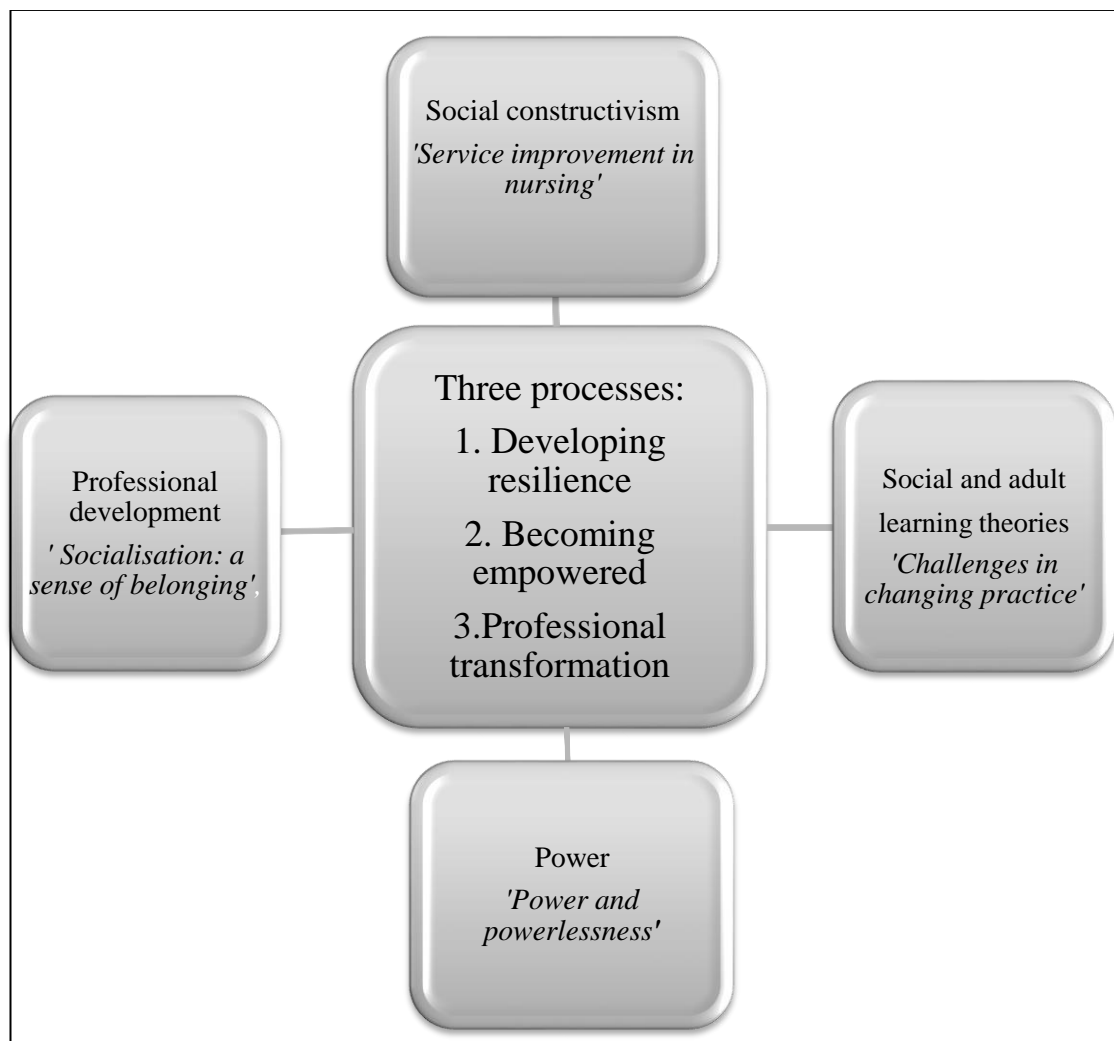 Social constructivism
'Service improvement in
nursing'
Three processes:
1. Developing
resilience
2. Becoming
empowered
3.Professional
transformation
Professional
development
' Socialisation: a
sense of belonging',
Social and adult
learning theories
'Challenges in
changing practice'
Power
'Power and
powerlessness'